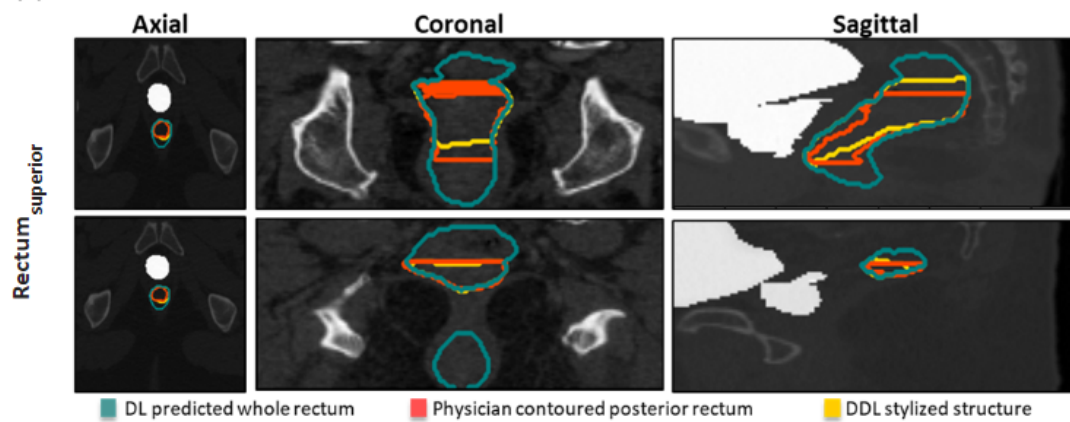 Axial Coronal Sagittal
Rectum superior
DL predicted whole rectum Physician contoured posterior rectum DDL stylized structure